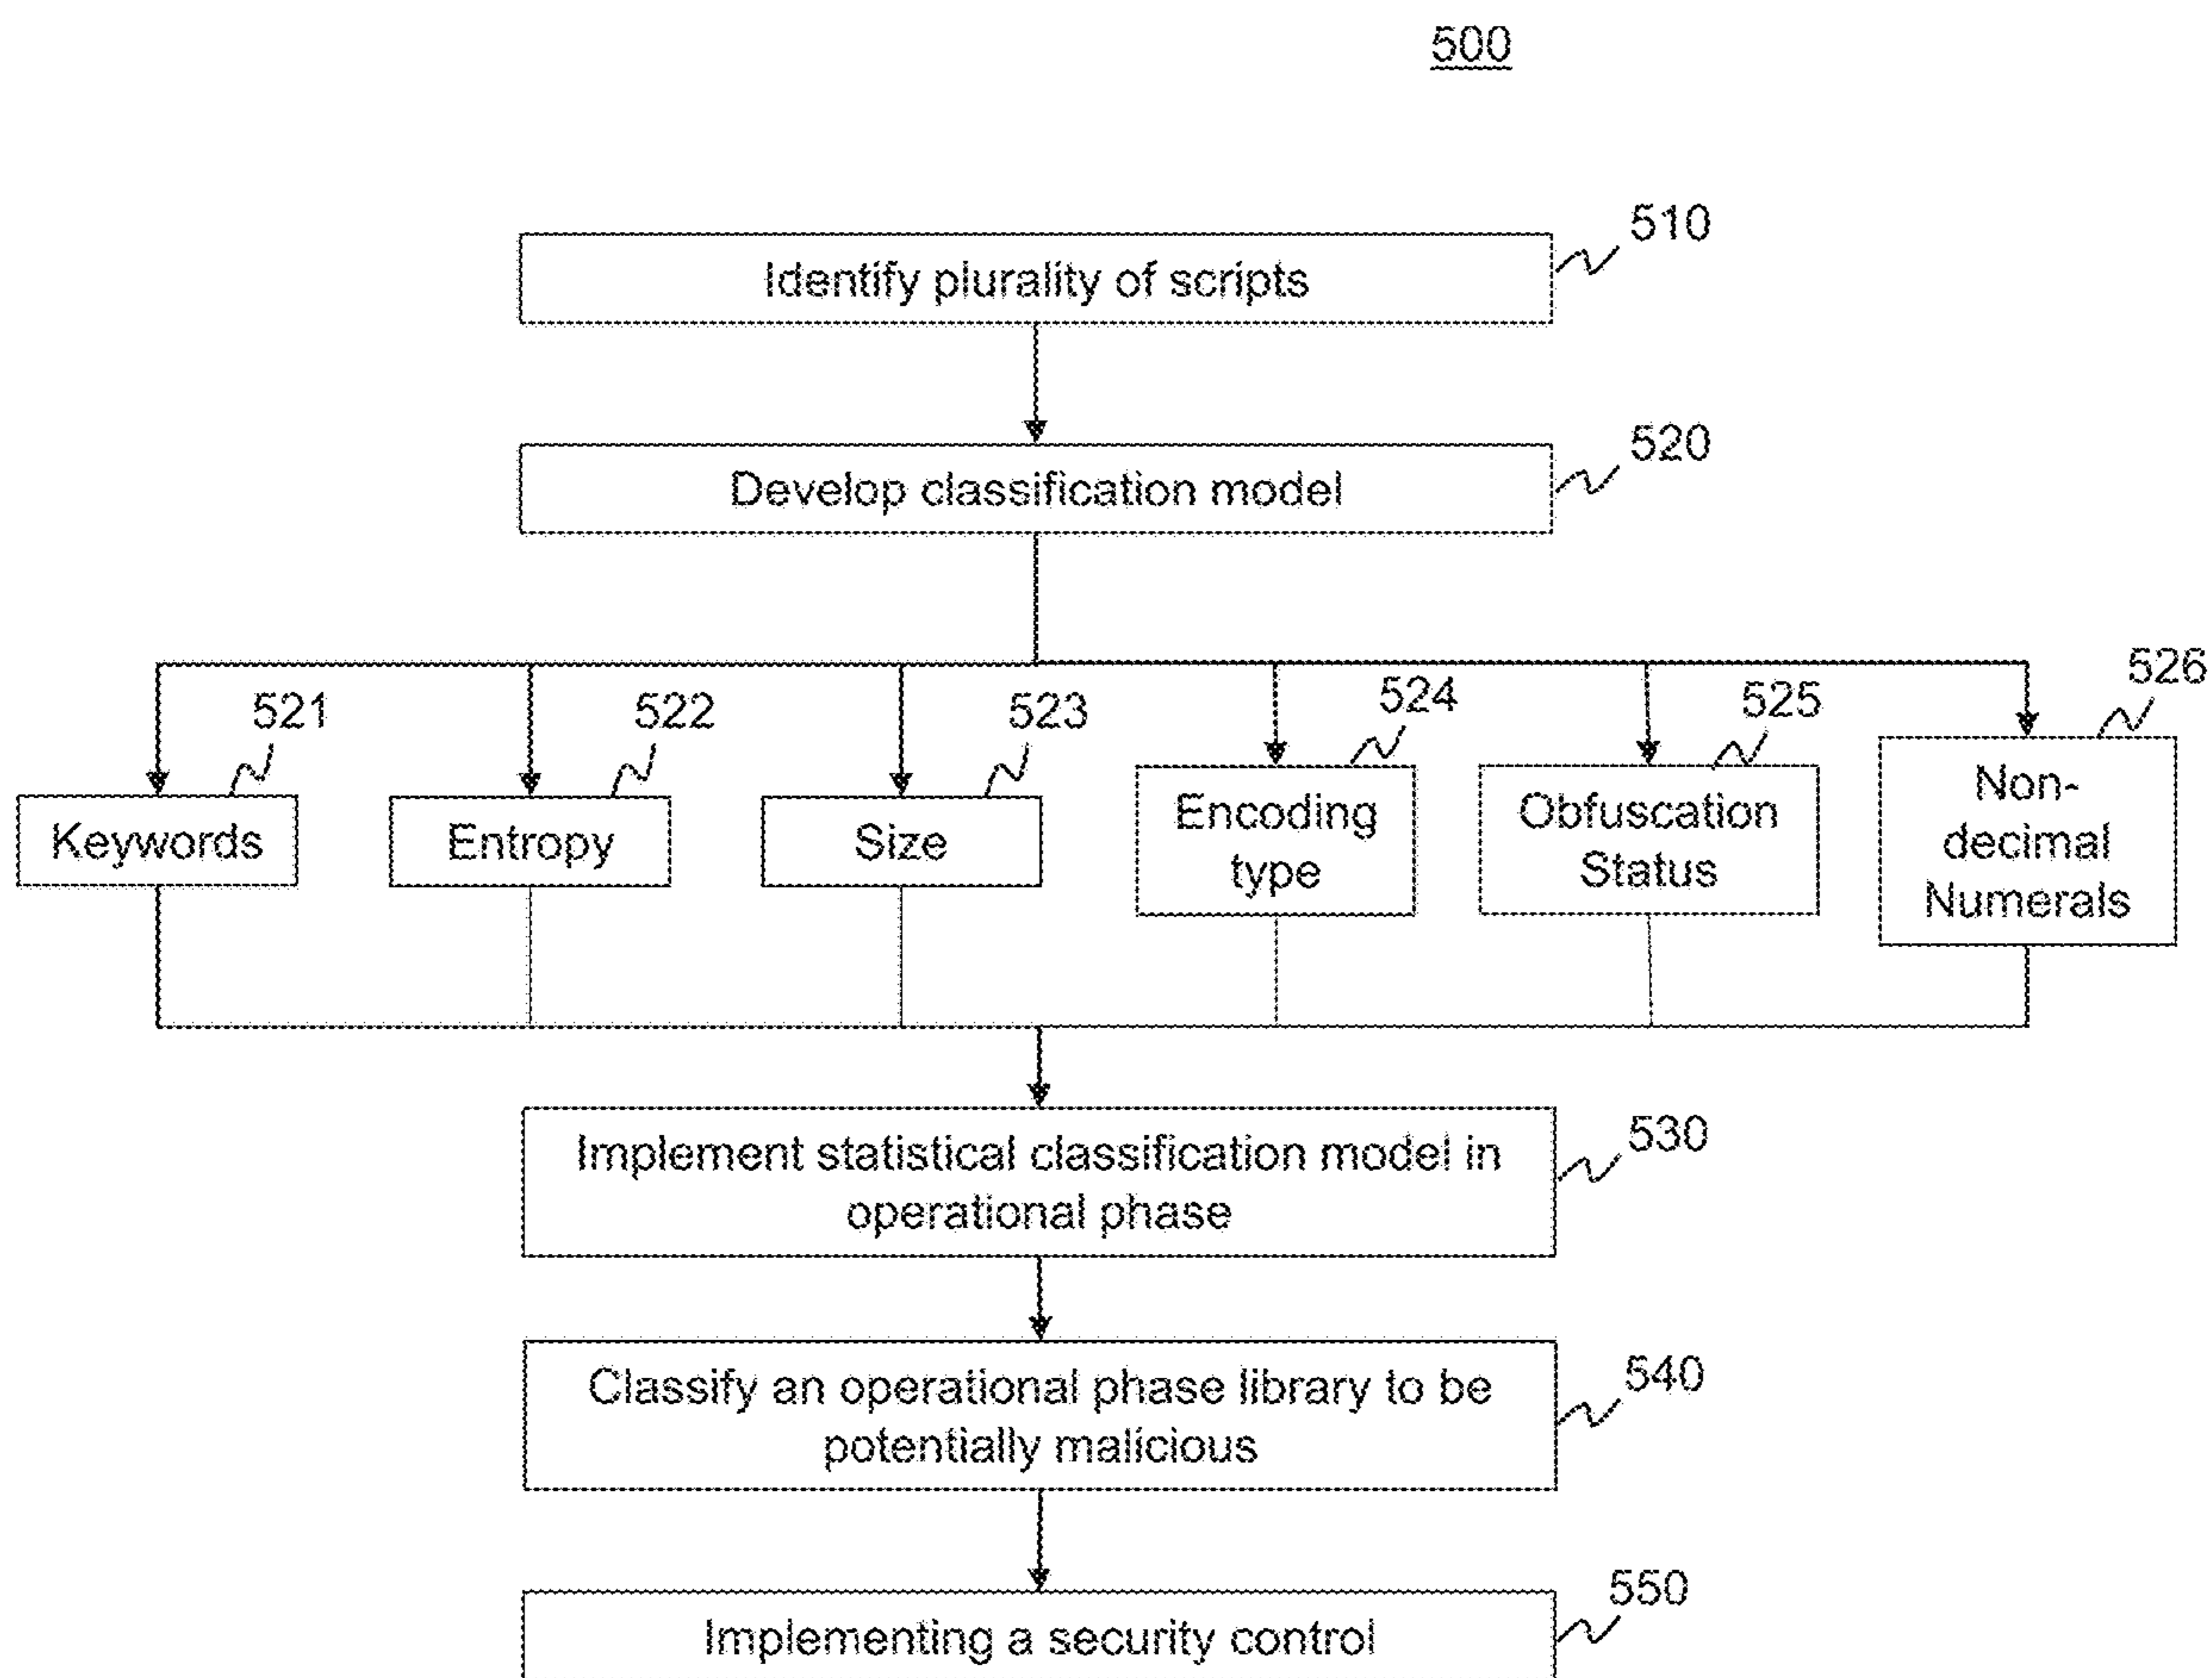 500
510
Identify plurality of scripts
520
Develop classification model
521
522
523
524
525
526
Keywords
Entropy
Size
Encoding
type
Obfuscation
Status
Non-
decimal
Numerals
530
Implement statistical classification model in
operational phase
540
Classify an operational phase library to be
potentially malicious
550
Implementing a security control